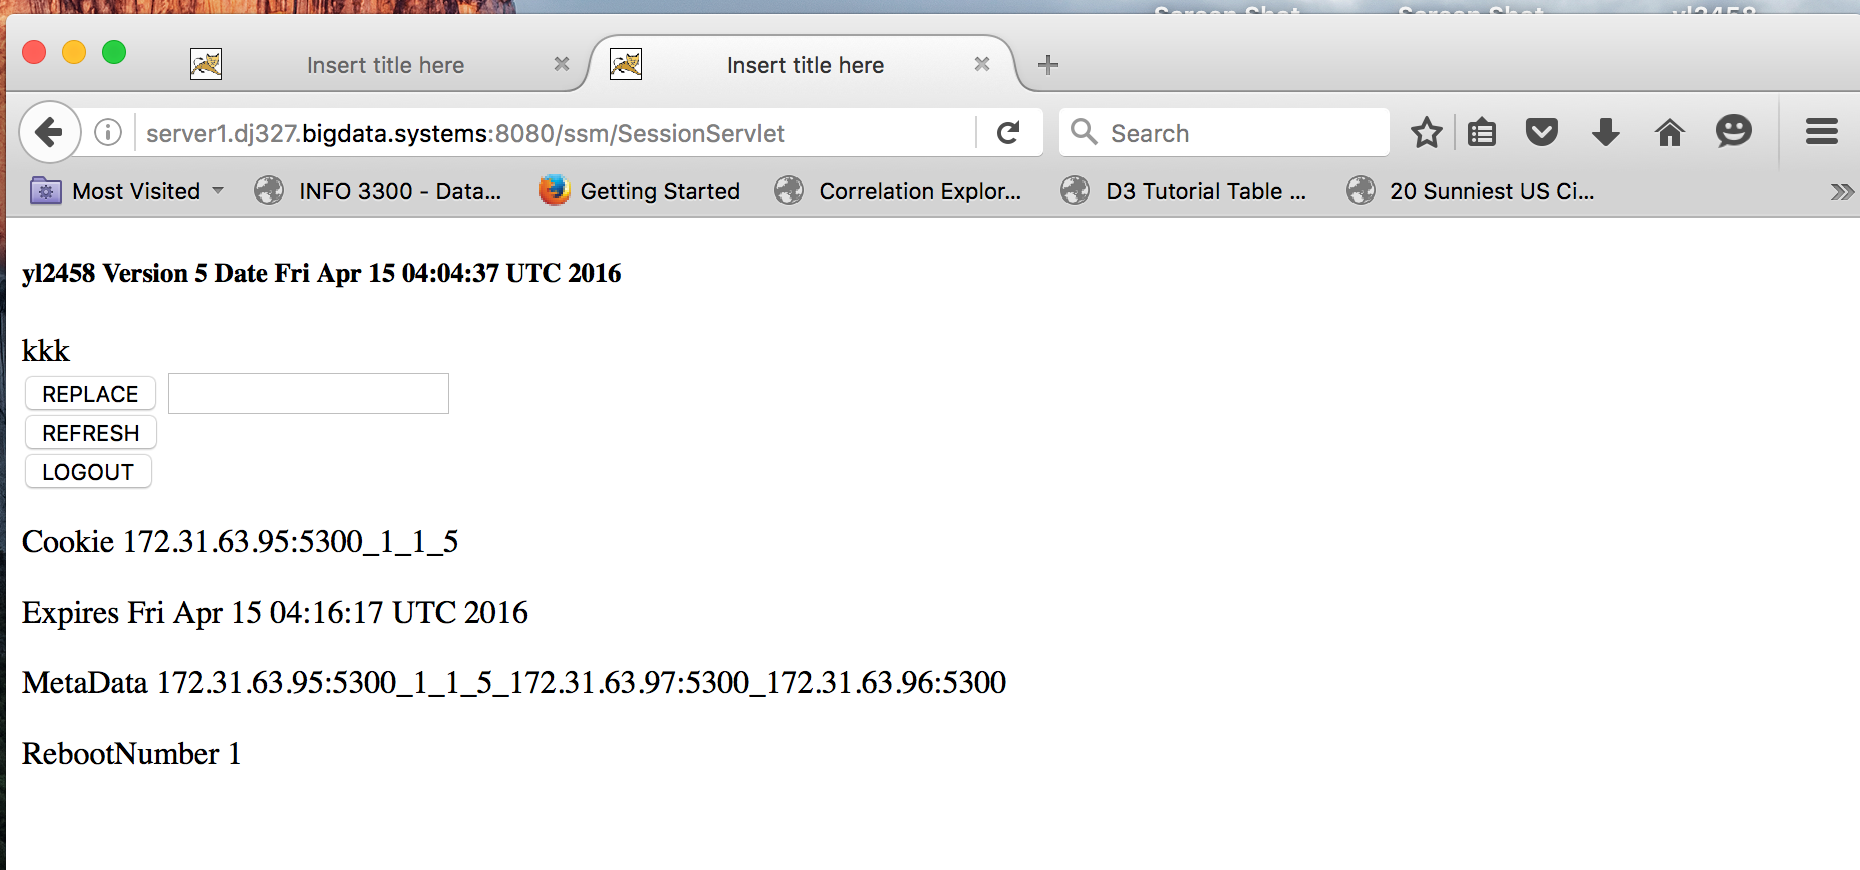 Screen Shot Screen Shot yl2458
Insert title here Insert title here
server1.dj327.bigdata.systems:8080/ssm/SessionServlet Search
Most Visited INFO 3300 - Data... Getting Started Correlation Explor... D3 Tutorial Table ... 20 Sunniest US Ci...
yl2458 Version 5 Date Fri Apr 15 04:04:37 UTC 2016
kkk
REPLACE
REFRESH
LOGOUT
Cookie 172.31.63.95:5300_1_1_5
Expires Fri Apr 15 04:16:17 UTC 2016
MetaData 172.31.63.95:5300_1_1_5_172.31.63.97:5300_172.31.63.96:5300
RebootNumber 1